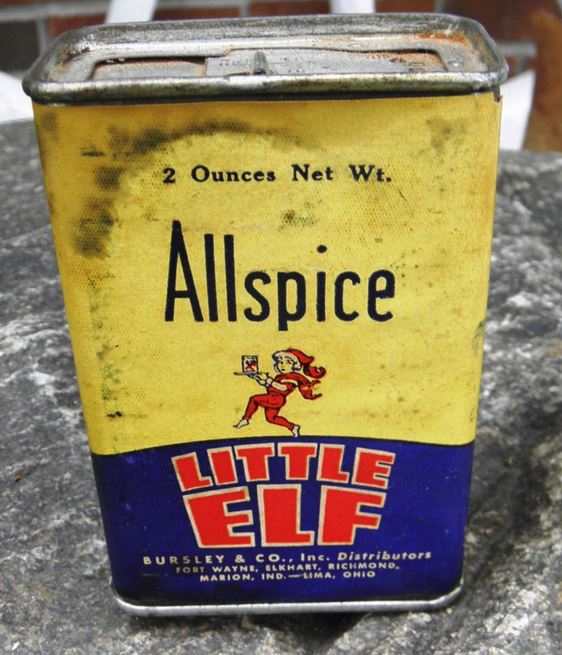 2 Ounces Net Wt.
Allspice
LITTLE
ELF
BURSLEY & CO., Inc. Distributors
FORT WAYNE, ELKHART, RICHMOND,
MARION, IND.—LIMA, OHIO